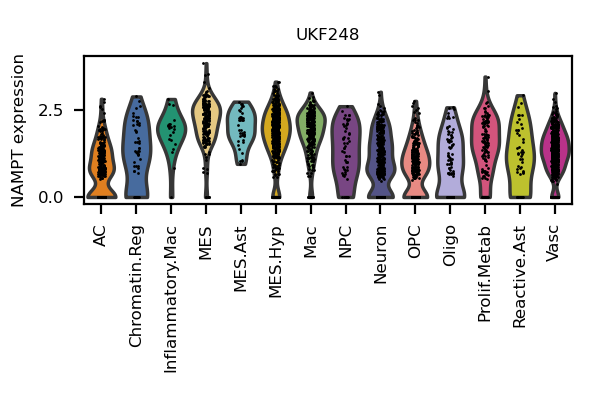 UKF248
NAMPT expression
2.5
0.0
AC
Chromatin.Reg
Inflammatory.Mac
MES
MES.Ast
MES.Hyp
Mac
NPC
Neuron
OPC
Oligo
Prolif.Metab
Reactive.Ast
Vasc